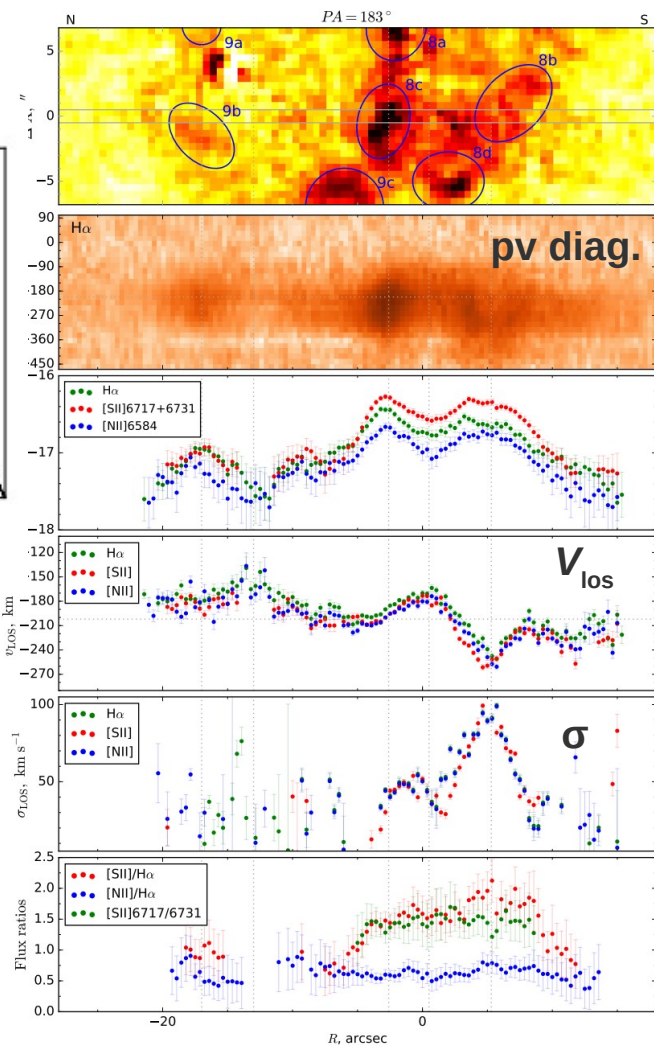 N PA = 183° S
5
0
−5
9a
8a
8b
8c
9b
8d
9c
90
0
-90
-180
-270
-360
-450
Hα
pv diag.
−16
−17
−18
Hα
[SII]6717+6731
[NII]6584
-120
-150
-180
-210
-240
-270
vLOS, km
Hα
[SII]
[NII]
Vlos
100
50
σLOS, km s−1
Hα
[SII]
[NII]
σ
2.5
2.0
1.5
1.0
0.5
0.0
Flux ratios
[SII]/Hα
[NII]/Hα
[SII]6717/6731
−20
0
R, arcsec